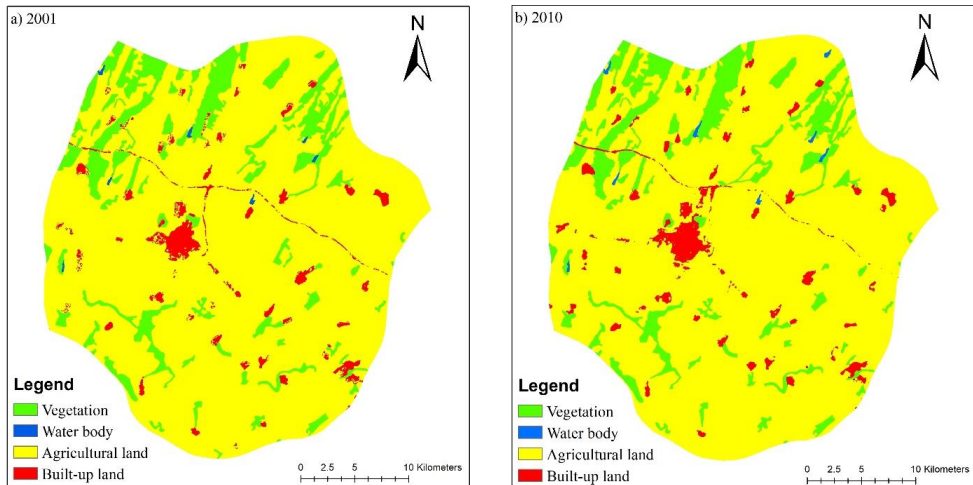 a) 2001
N
Legend
Vegetation
Water body
Agricultural land
Built-up land
0 2.5 5 10 Kilometers
b) 2010
N
Legend
Vegetation
Water body
Agricultural land
Built-up land
0 2.5 5 10 Kilometers